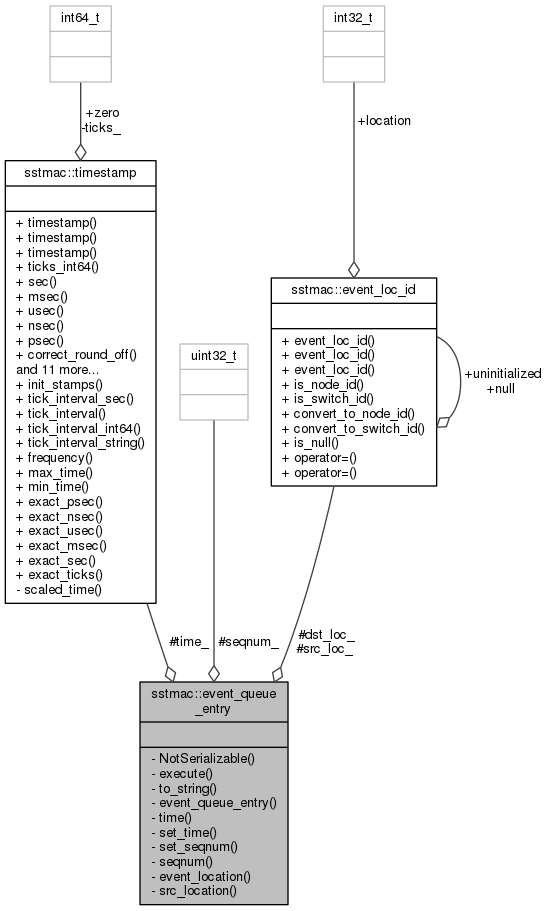 int64_t
int32_t
+zero
-ticks_
+location
sstmac::timestamp
+ timestamp()
+ timestamp()
+ timestamp()
+ ticks_int64()
+ sec()
+ msec()
+ usec()
+ nsec()
+ psec()
+ correct_round_off()
and 11 more...
+ init_stamps()
+ tick_interval_sec()
+ tick_interval()
+ tick_interval_int64()
+ tick_interval_string()
+ frequency()
+ max_time()
+ min_time()
+ exact_psec()
+ exact_nsec()
+ exact_usec()
+ exact_msec()
+ exact_sec()
+ exact_ticks()
- scaled_time()
uint32_t
sstmac::event_loc_id
+ event_loc_id()
+ event_loc_id()
+ event_loc_id()
+ is_node_id()
+ is_switch_id()
+ convert_to_node_id()
+ convert_to_switch_id()
+ is_null()
+ operator=()
+ operator=()
+uninitialized
+null
#time_
#seqnum_
#dst_loc_
#src_loc_
sstmac::event_queue
_entry
- NotSerializable()
- execute()
- to_string()
- event_queue_entry()
- time()
- set_time()
- set_seqnum()
- seqnum()
- event_location()
- src_location()